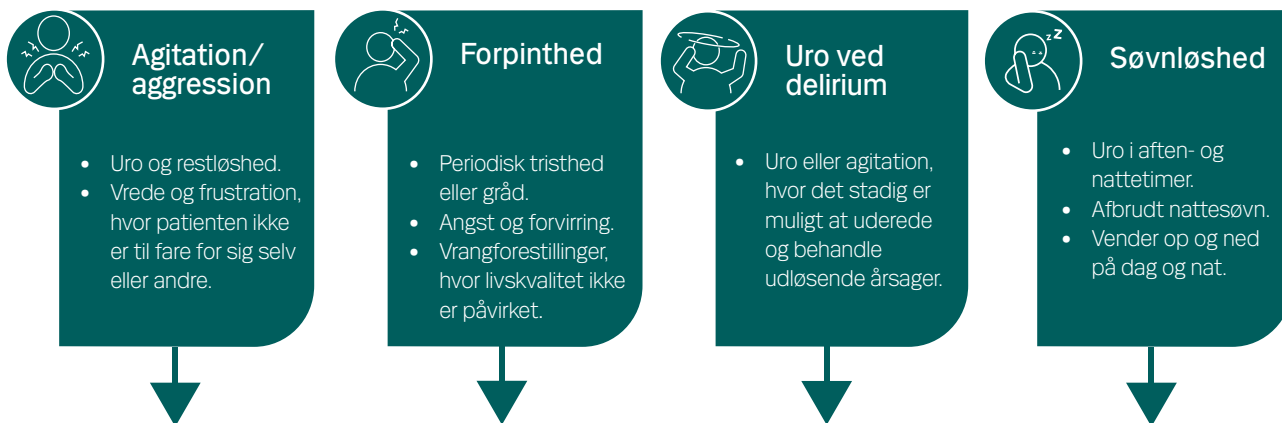 Agitation/
aggression
• Uro og restløshed.
• Vrede og frustration,
hvor patienten ikke
er til fare for sig selv
eller andre.
Forpinthed
• Periodisk tristhed
eller gråd.
• Angst og forvirring.
• Vrangforestillinger,
hvor livskvalitet ikke
er påvirket.
Uro ved
delirium
• Uro eller agitation,
hvor det stadig er
muligt at uderede
og behandle
udløsende årsager.
zZ
Søvnløshed
• Uro i aften- og
nattetimer.
• Afbrudt nattesøvn.
• Vender op og ned
på dag og nat.